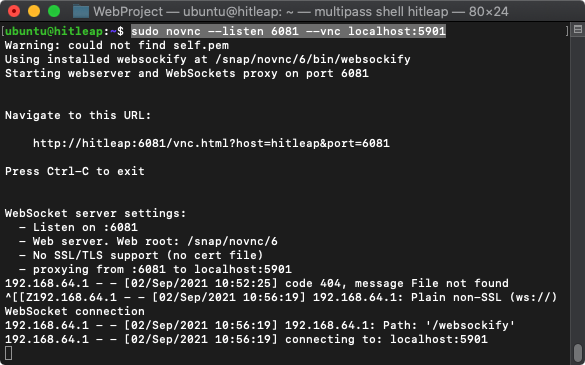 WebProject — ubuntu@hitleap: ~ — multipass shell hitleap — 80×24
[ubuntu@hitleap:~$ sudo novnc --listen 6081 --vnc localhost:5901 ]
Warning: could not find self.pem
Using installed websockify at /snap/novnc/6/bin/websockify
Starting webserver and WebSockets proxy on port 6081
Navigate to this URL:
http://hitleap:6081/vnc.html?host=hitleap&port=6081
Press Ctrl-C to exit
WebSocket server settings:
- Listen on :6081
- Web server. Web root: /snap/novnc/6
- No SSL/TLS support (no cert file)
- proxying from :6081 to localhost:5901
192.168.64.1 - - [02/Sep/2021 10:52:25] code 404, message File not found
^[[Z192.168.64.1 - - [02/Sep/2021 10:56:19] 192.168.64.1: Plain non-SSL (ws://)
WebSocket connection
192.168.64.1 - - [02/Sep/2021 10:56:19] 192.168.64.1: Path: '/websockify'
192.168.64.1 - - [02/Sep/2021 10:56:19] connecting to: localhost:5901